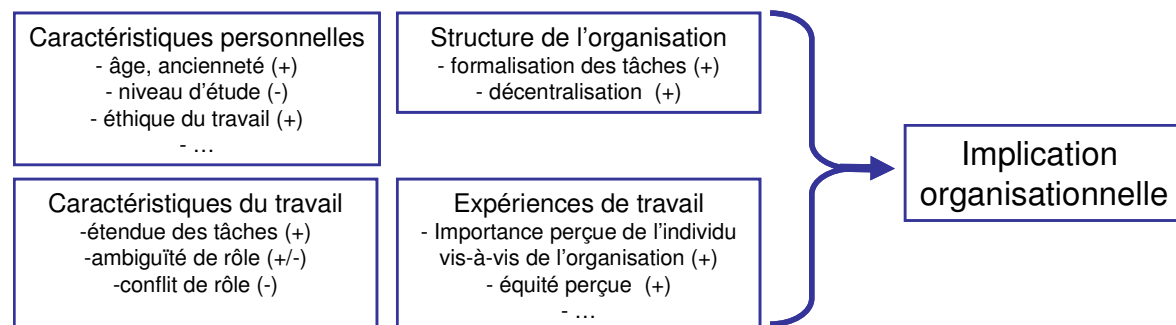 Caractéristiques personnelles
- âge, ancienneté (+)
- niveau d'étude (-)
- éthique du travail (+)
- …
Structure de l'organisation
- formalisation des tâches (+)
- décentralisation (+)
Caractéristiques du travail
-étendue des tâches (+)
-ambiguïté de rôle (+/-)
-conflit de rôle (-)
Expériences de travail
- Importance perçue de l'individu
vis-à-vis de l'organisation (+)
- équité perçue (+)
- …
Implication
organisationnelle